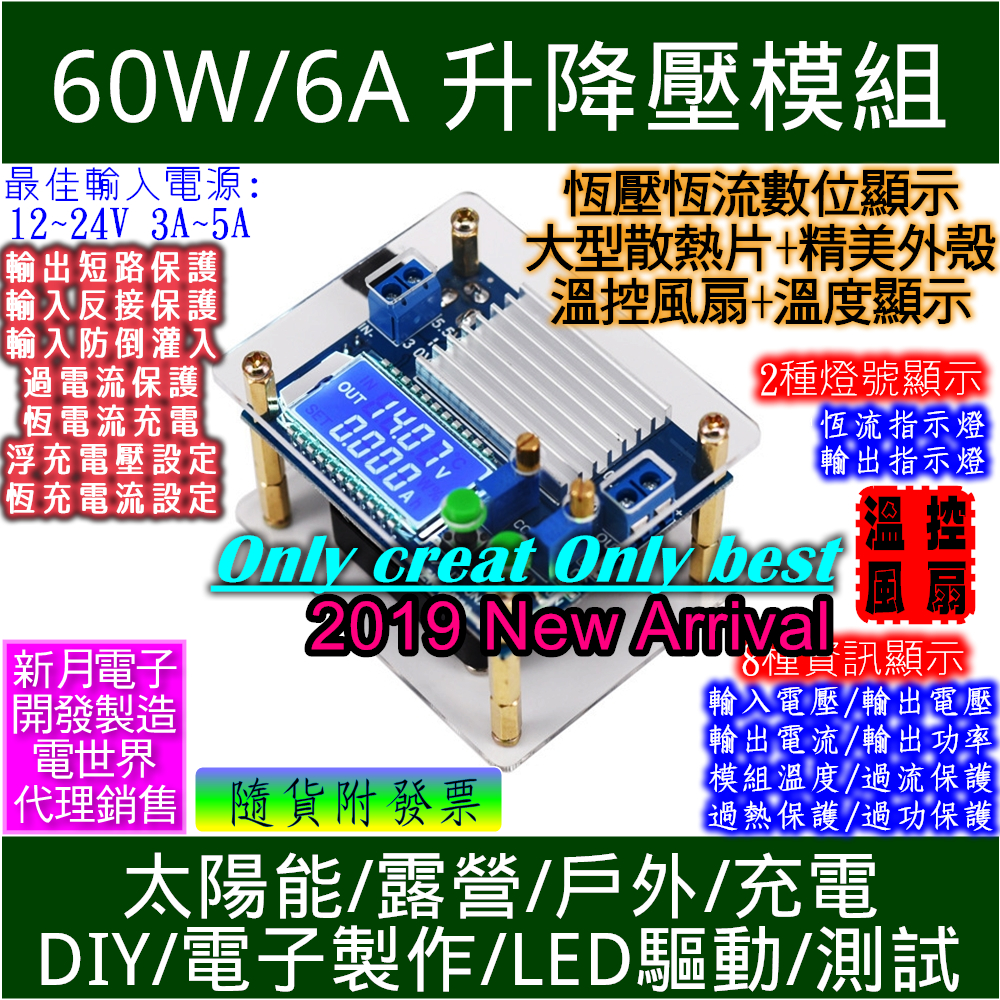 60W/6A 升降壓模組
最佳輸入電源:
12~24V 3A~5A
輸出短路保護
輸入反接保護
輸入防倒灌入
過電流保護
恆電流充電
浮充電壓設定
恆充電流設定
恆壓恆流數位顯示
大型散熱片+精美外殼
溫控風扇+溫度顯示
2種燈號顯示
恆流指示燈
輸出指示燈
溫控
風扇
IN-
OUT
14.07V
SET
0.000A
CC
Only creat Only best
2019 New Arrival
8種資訊顯示
輸入電壓/輸出電壓
輸出電流/輸出功率
模組溫度/過流保護
過熱保護/過功保護
新月電子
開發製造
電世界
代理銷售
隨貨附發票
太陽能/露營/戶外/充電
DIY/電子製作/LED驅動/測試